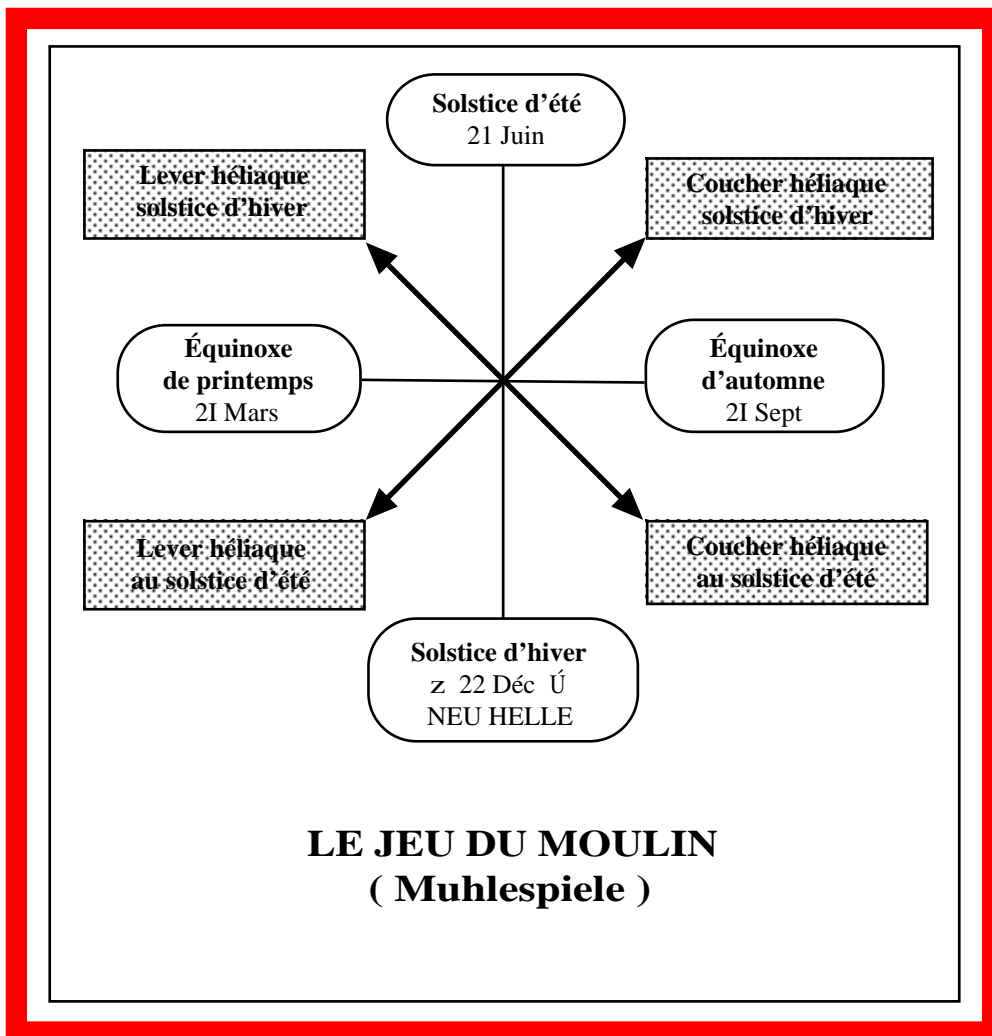 Solstice d’été
21 Juin
Lever héliaque
solstice d’hiver
Coucher héliaque
solstice d’hiver
Équinoxe
de printemps
2I Mars
Équinoxe
d’automne
2I Sept
Lever héliaque
au solstice d’été
Coucher héliaque
au solstice d’été
Solstice d’hiver
z 22 Déc Ú
NEU HELLE
LE JEU DU MOULIN
( Muhlespiele )